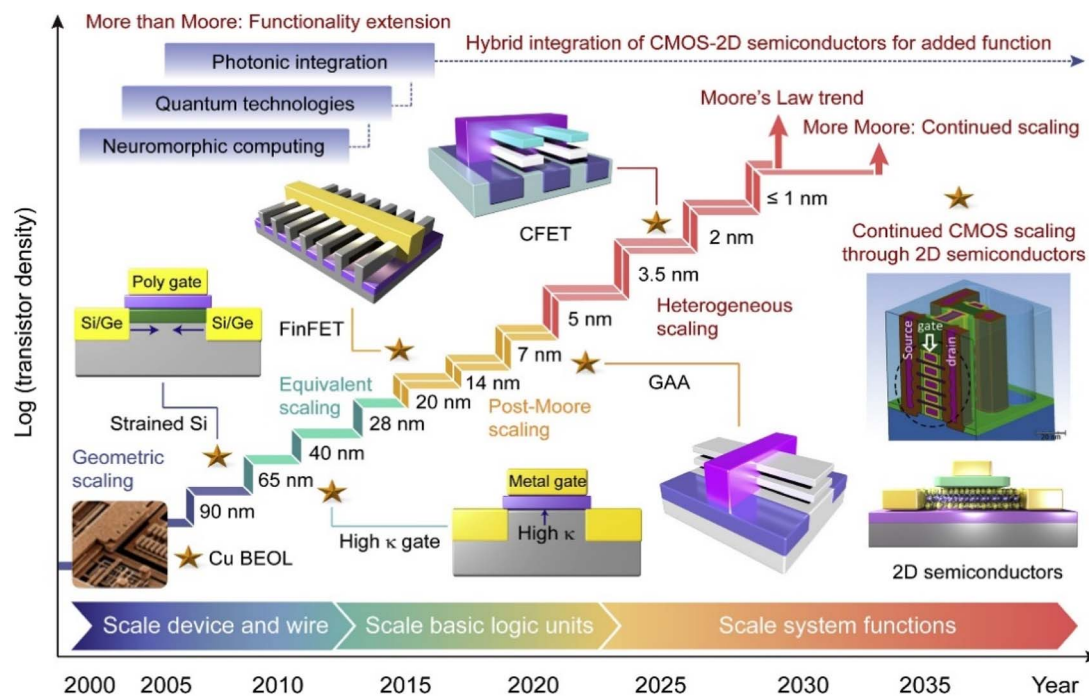 More than Moore: Functionality extension
Hybrid integration of CMOS-2D semiconductors for added function
Photonic integration
Quantum technologies
Neuromorphic computing
Moore's Law trend
More Moore: Continued scaling
≤ 1 nm
2 nm
CFET
3.5 nm
Continued CMOS scaling
through 2D semiconductors
Poly gate
Si/Ge
Si/Ge
FinFET
5 nm
Heterogeneous
scaling
Source
gate
drain
7 nm
GAA
Equivalent
scaling
14 nm
20 nm
Post-Moore
scaling
Strained Si
28 nm
40 nm
Geometric
scaling
65 nm
90 nm
Metal gate
High κ
High κ gate
Cu BEOL
2D semiconductors
Log (transistor density)
Scale device and wire
Scale basic logic units
Scale system functions
2000 2005 2010 2015 2020 2025 2030 2035 Year